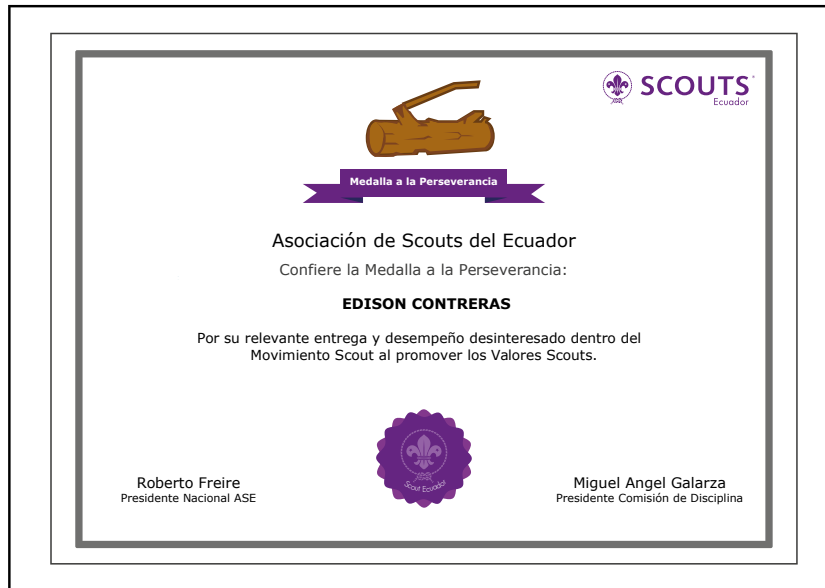 SCOUTS
Ecuador
Medalla a la Perseverancia
Asociación de Scouts del Ecuador
Confiere la Medalla a la Perseverancia:
EDISON CONTRERAS
Por su relevante entrega y desempeño desinteresado dentro del
Movimiento Scout al promover los Valores Scouts.
Scout Ecuador
Roberto Freire
Presidente Nacional ASE
Miguel Angel Galarza
Presidente Comisión de Disciplina